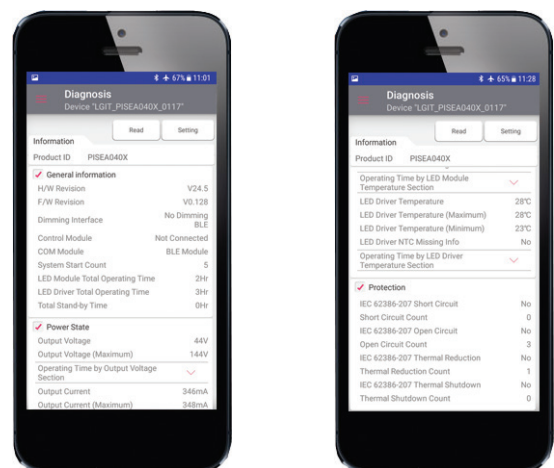 67% 11:01
Diagnosis
Device "LGIT_PISEA040X_0117"
Read Setting
Information
Product ID PISEA040X
General information
H/W Revision V24.5
F/W Revision V0.128
Dimming Interface No Dimming
BLE
Control Module Not Connected
COM Module BLE Module
System Start Count 5
LED Module Total Operating Time 2Hr
LED Driver Total Operating Time 3Hr
Total Stand-by Time 0Hr
Power State
Output Voltage 44V
Output Voltage (Maximum) 144V
Operating Time by Output Voltage
Section
Output Current 346mA
Output Current (Maximum) 348mA
65% 11:28
Diagnosis
Device "LGIT_PISEA040X_0117"
Read Setting
Information
Product ID PISEA040X
Operating Time by LED Module
Temperature Section
LED Driver Temperature 28℃
LED Driver Temperature (Maximum) 28℃
LED Driver Temperature (Minimum) 23℃
LED Driver NTC Missing Info No
Operating Time by LED Driver
Temperature Section
Protection
IEC 62386-207 Short Circuit No
Short Circuit Count 0
IEC 62386-207 Open Circuit No
Open Circuit Count 3
IEC 62386-207 Thermal Reduction No
Thermal Reduction Count 1
IEC 62386-207 Thermal Shutdown No
Thermal Shutdown Count 0